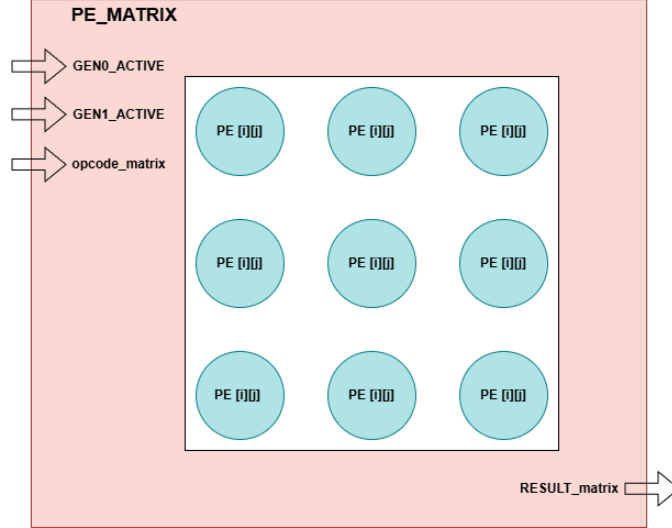 PE_MATRIX
GEN0_ACTIVE
GEN1_ACTIVE
opcode_matrix
PE [i][j] PE [i][j] PE [i][j]
PE [i][j] PE [i][j] PE [i][j]
PE [i][j] PE [i][j] PE [i][j]
RESULT_matrix